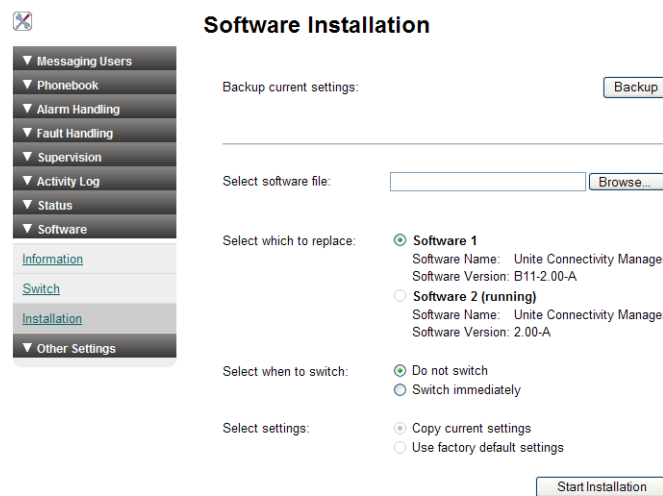 Software Installation
▼ Messaging Users
▼ Phonebook
▼ Alarm Handling
▼ Fault Handling
▼ Supervision
▼ Activity Log
▼ Status
▼ Software
Information
Switch
Installation
▼ Other Settings
Backup current settings:
Backup
Select software file:
Browse...
Select which to replace:
Software 1
Software Name: Unite Connectivity Manage
Software Version: B11-2.00-A
Software 2 (running)
Software Name: Unite Connectivity Manage
Software Version: 2.00-A
Select when to switch:
Do not switch
Switch immediately
Select settings:
Copy current settings
Use factory default settings
Start Installation